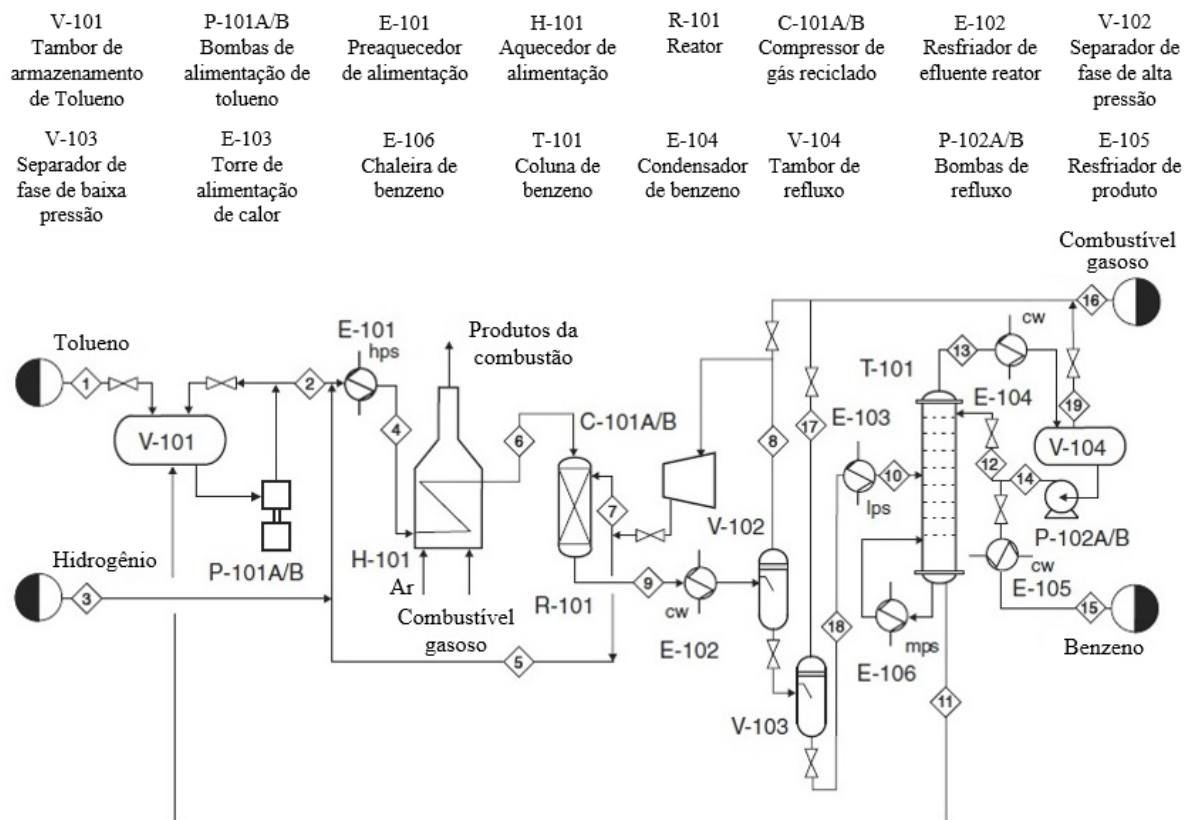 V-101
Tambor de
armazenamento
de Tolueno
P-101A/B
Bombas de
alimentação de
tolueno
E-101
Preaquecedor
de alimentação
H-101
Aquecedor de
alimentação
R-101
Reator
C-101A/B
Compressor de
gás reciclado
E-102
Resfriador de
efluente reator
V-102
Separador de
fase de alta
pressão
V-103
Separador de
fase de baixa
pressão
E-103
Torre de
alimentação
de calor
E-106
Chaleira de
benzeno
T-101
Coluna de
benzeno
E-104
Condensador
de benzeno
V-104
Tambor de
refluxo
P-102A/B
Bombas de
refluxo
E-105
Resfriador de
produto
Combustível
gasoso
16
Tolueno
1
V-101
2
E-101
hps
4
Produtos da
combustão
6
C-101A/B
7
8
17
E-103
10
lps
T-101
13
cw
E-104
19
V-104
12
14
P-102A/B
cw
E-105
15
Benzeno
Hidrogênio
3
P-101A/B
H-101
Ar
Combustível
gasoso
R-101
9
cw
E-102
V-102
18
mps
E-106
5
V-103
11